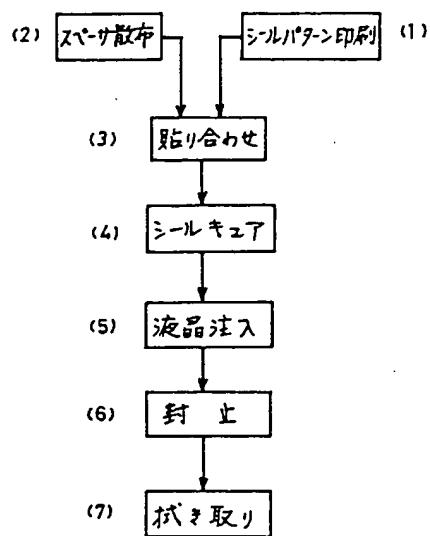 (2) スペーサ散布 シールパターン印刷 (1)
(3) 貼り合わせ
(4) シールキュア
(5) 液晶注入
(6) 封止
(7) 拭き取り